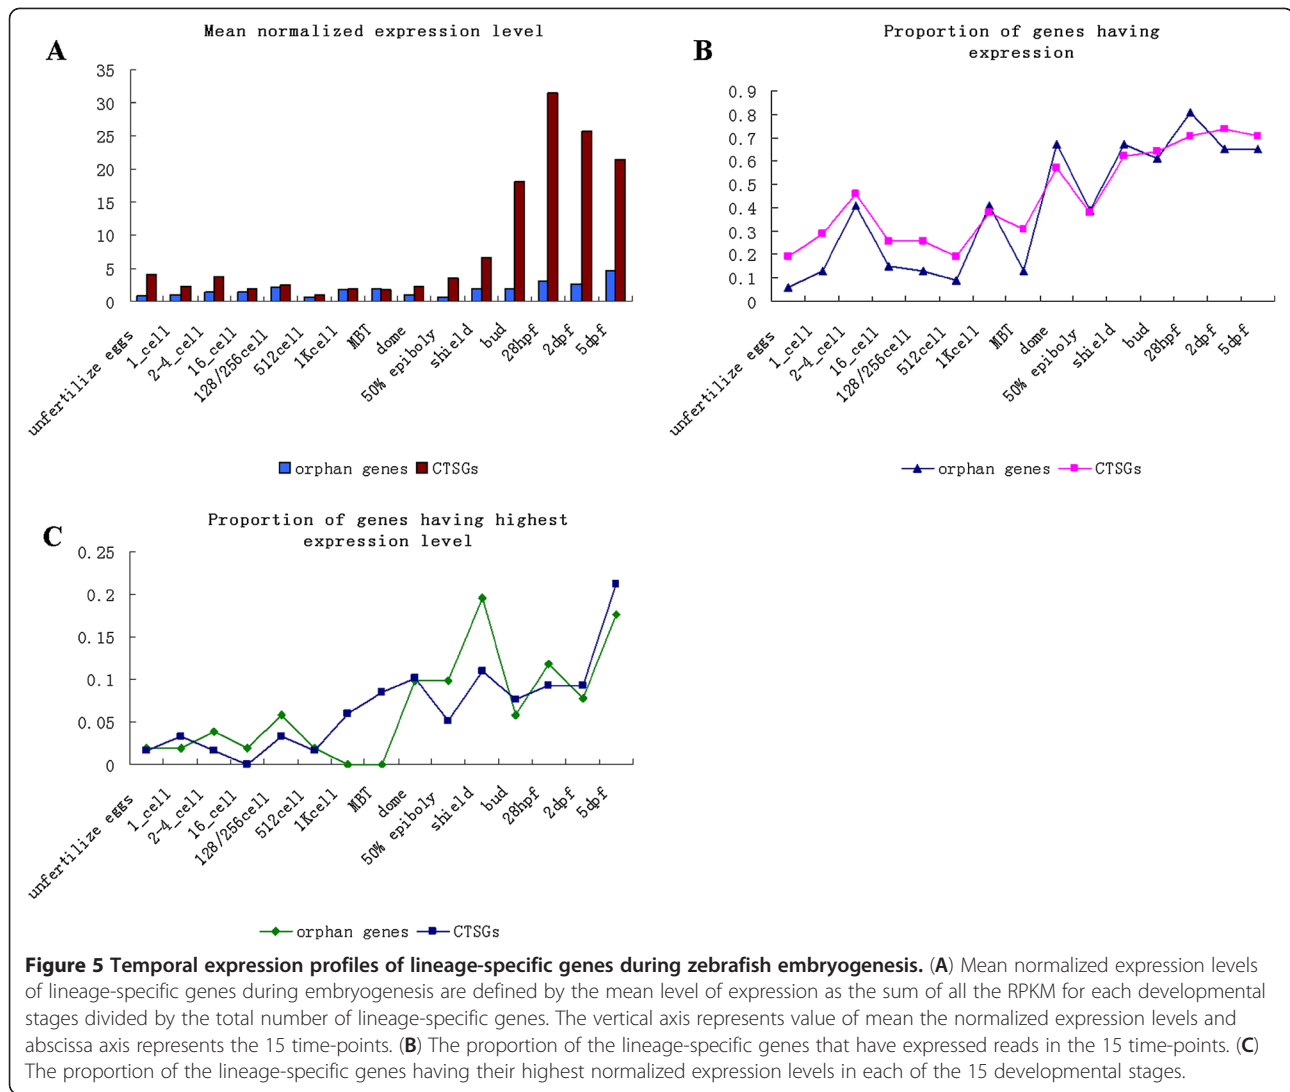 A
Mean normalized expression level
35
30
25
20
15
10
5
0
unfertilize eggs
1_cell
2-4_cell
16_cell
128/256cell
512cell
1Kcell
MBT
dome
50% epiboly
shield
bud
28hpf
2dpf
5dpf
orphan genes CTSGs
B
Proportion of genes having
expression
0.9
0.8
0.7
0.6
0.5
0.4
0.3
0.2
0.1
0
unfertilize eggs
1_cell
2-4_cell
16_cell
128/256cell
512cell
1Kcell
MBT
dome
50% epiboly
shield
bud
28hpf
2dpf
5dpf
orphan genes CTSGs
C
Proportion of genes having highest
expression level
0.25
0.2
0.15
0.1
0.05
0
unfertilize eggs
1_cell
2-4_cell
16_cell
128/256cell
512cell
1Kcell
MBT
dome
50% epiboly
shield
bud
28hpf
2dpf
5dpf
orphan genes CTSGs
Figure 5 Temporal expression profiles of lineage-specific genes during zebrafish embryogenesis. (A) Mean normalized expression levels
of lineage-specific genes during embryogenesis are defined by the mean level of expression as the sum of all the RPKM for each developmental
stages divided by the total number of lineage-specific genes. The vertical axis represents value of mean the normalized expression levels and
abscissa axis represents the 15 time-points. (B) The proportion of the lineage-specific genes that have expressed reads in the 15 time-points. (C)
The proportion of the lineage-specific genes having their highest normalized expression levels in each of the 15 developmental stages.